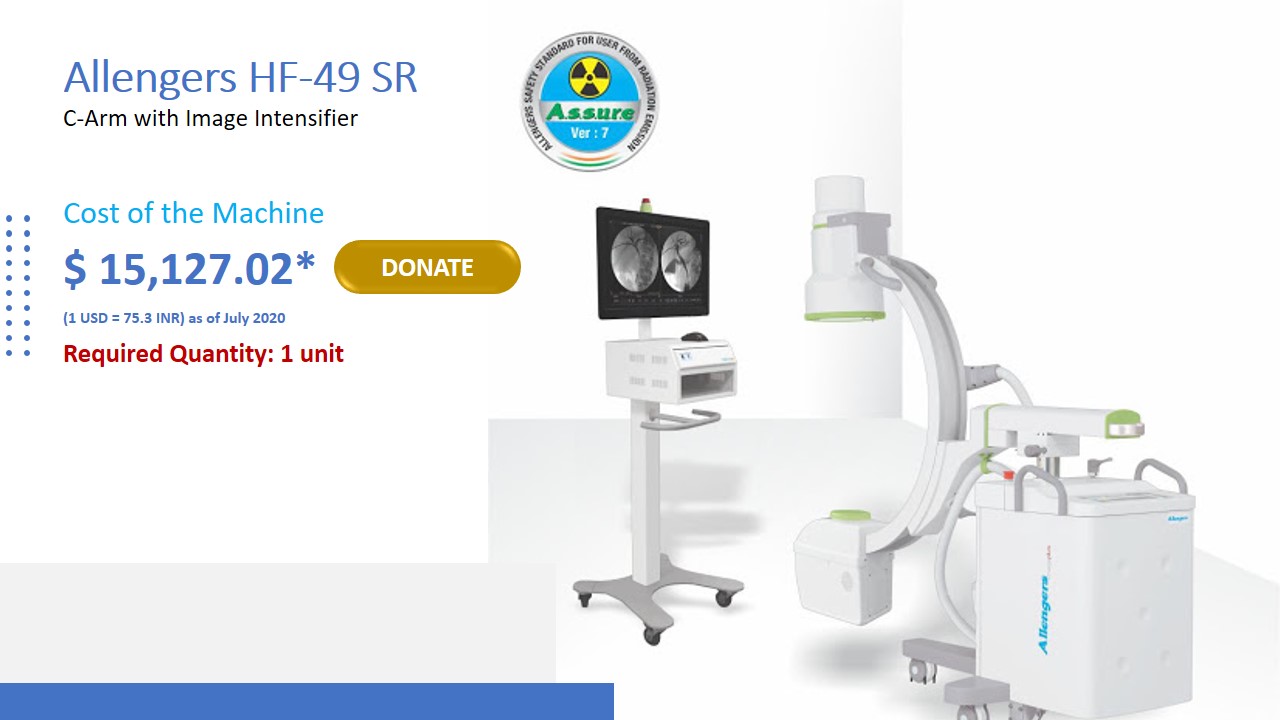 Allengers HF-49 SR
C-Arm with Image Intensifier
ALLENGERS SAFETY STANDARD FOR USER FROM RADIATION EMISSION
A.s.s.u.r.e
Ver : 7
Cost of the Machine
$ 15,127.02*
DONATE
(1 USD = 75.3 INR) as of July 2020
Required Quantity: 1 unit
Allengers
Allengers